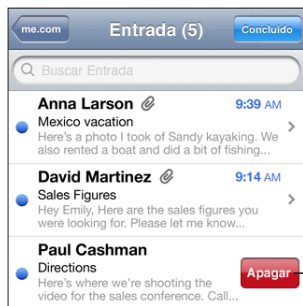 me.com
Entrada (5)
Concluído
Buscar Entrada
Anna Larson
9:39 AM
Mexico vacation
Here's a photo I took of Sandy kayaking. We
also rented a boat and did a bit of fishing...
David Martinez
9:14 AM
Sales Figures
Hey Emily, Here are the sales figures you
were looking for. Please let me know...
Paul Cashman
Directions
Here's where we're shooting the
video for the sales conference. Call...
Apagar